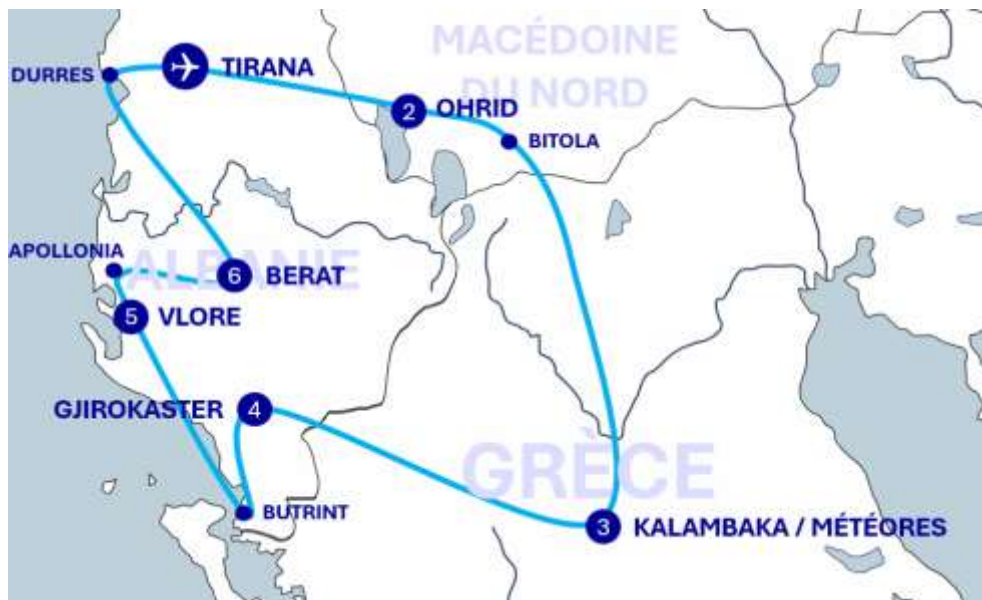 MACÉDOINE
DU NORD
DURRES
TIRANA
2
OHRID
BITOLA
APOLLONIA
ALBANIE
6
BERAT
5
VLORE
GJIROKASTER
4
GRÈCE
BUTRINT
3
KALAMBAKA / MÉTÉORES